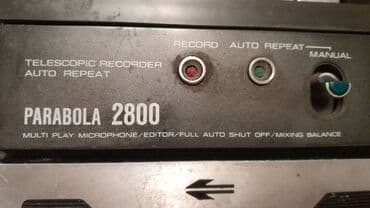 RECORD AUTO REPEAT
MANUAL
TELESCOPIC RECORDER
AUTO REPEAT
PARABOLA 2800
MULTI PLAY MICROPHONE/EDITOR/FULL AUTO SHUT OFF/MIXING BALANCE